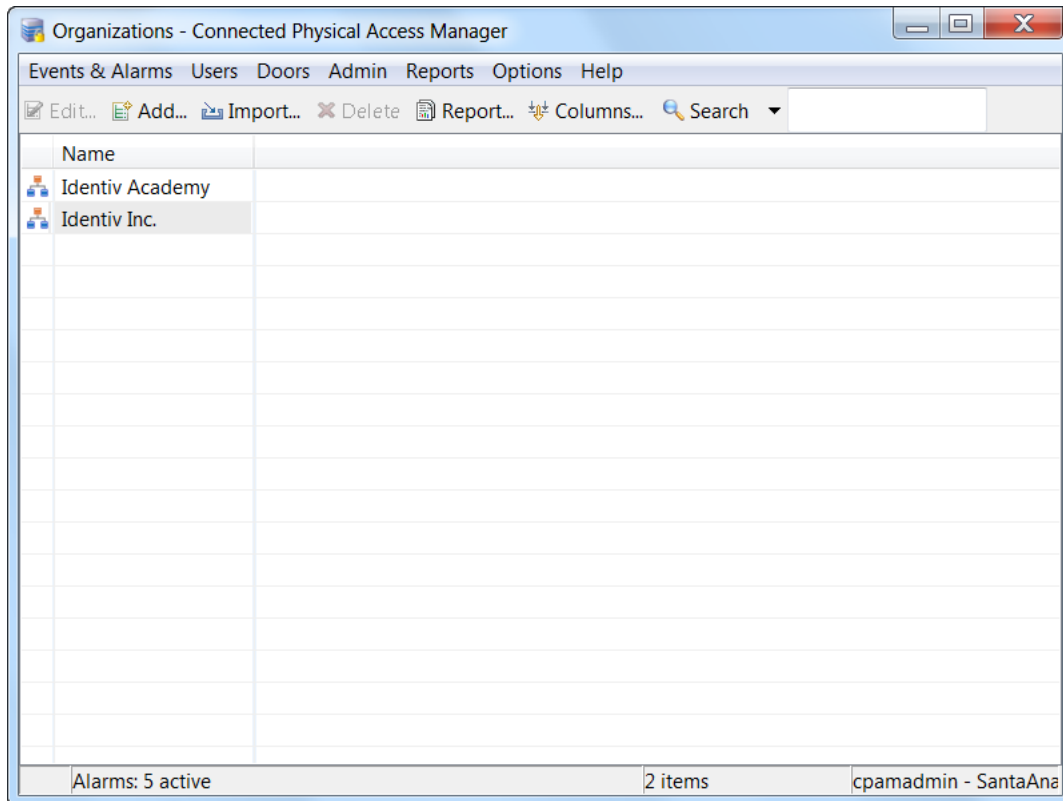 Organizations - Connected Physical Access Manager
Events & Alarms Users Doors Admin Reports Options Help
Edit... Add... Import... Delete Report... Columns... Search
Name
Identiv Academy
Identiv Inc.
Alarms: 5 active 2 items cpamadmin - SantaAna